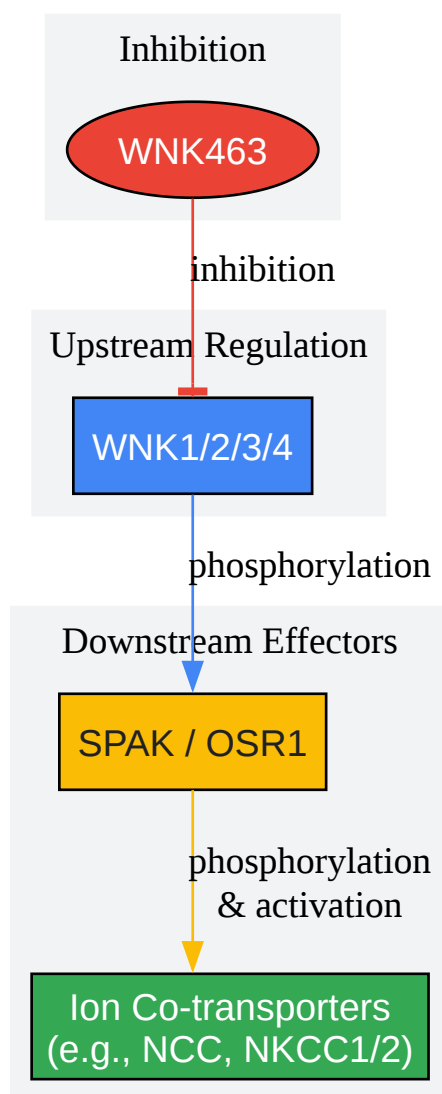 Inhibition
WNK463
inhibition
Upstream Regulation
WNK1/2/3/4
phosphorylation
Downstream Effectors
SPAK / OSR1
phosphorylation
& activation
Ion Co-transporters
(e.g., NCC, NKCC1/2)